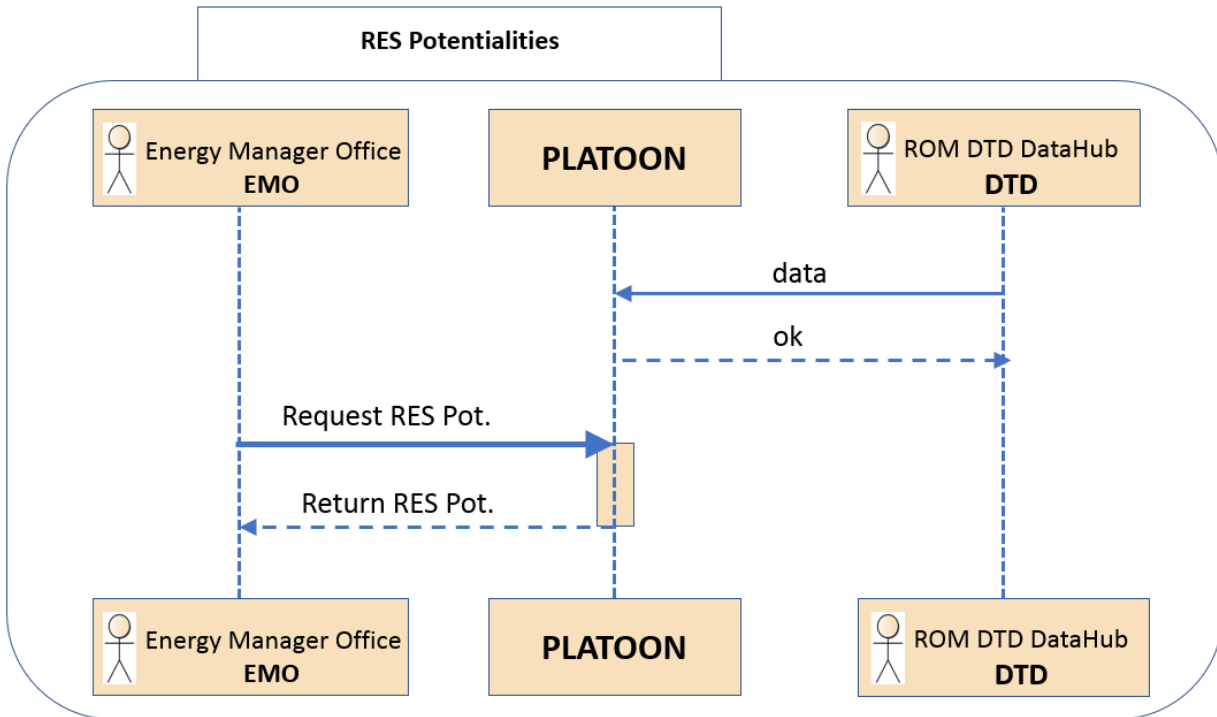 RES Potentialities
Energy Manager Office
EMO
PLATOON
ROM DTD DataHub
DTD
data
ok
Request RES Pot.
Return RES Pot.
Energy Manager Office
EMO
PLATOON
ROM DTD DataHub
DTD